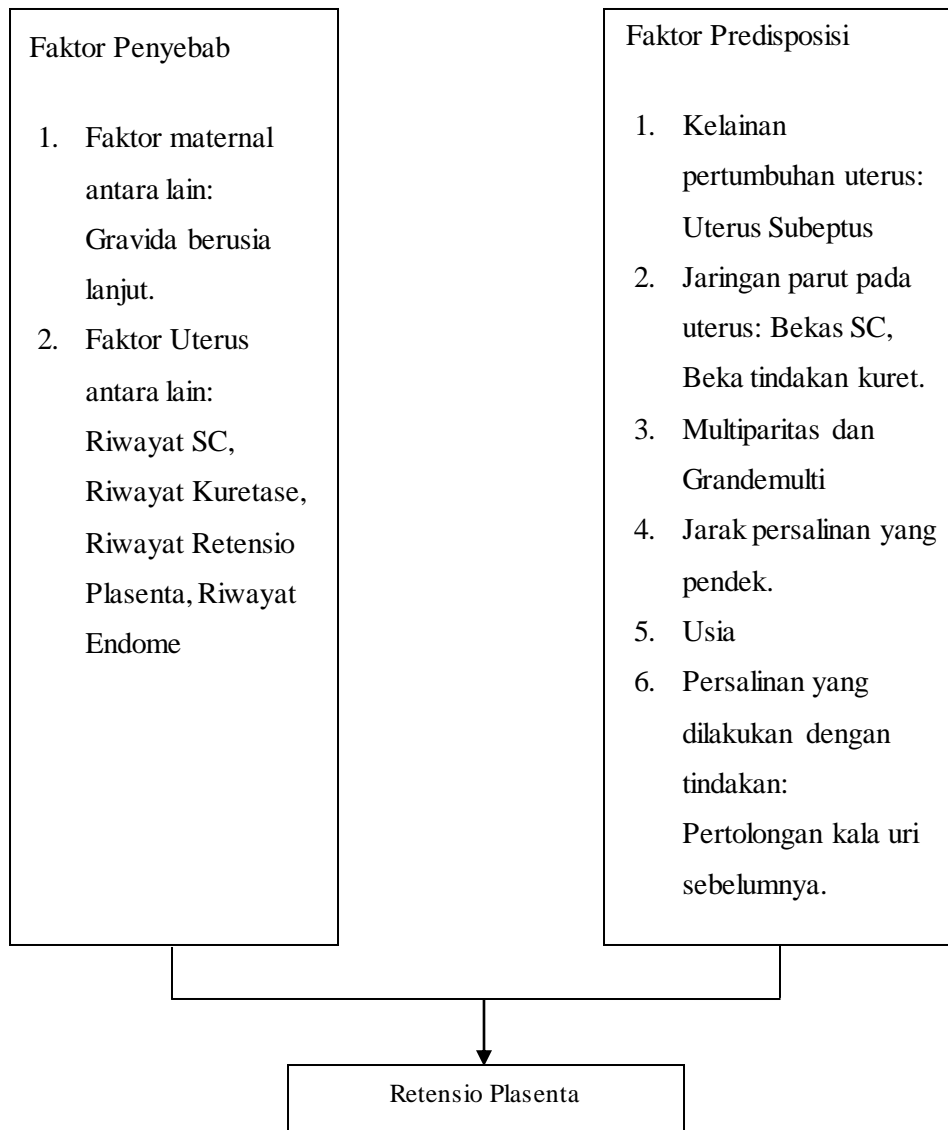 Faktor Penyebab
1. Faktor maternal
antara lain:
Gravida berusia
lanjut.
2. Faktor Uterus
antara lain:
Riwayat SC,
Riwayat Kuretase,
Riwayat Retensio
Plasenta, Riwayat
Endome
Faktor Predisposisi
1. Kelainan
pertumbuhan uterus:
Uterus Subeptus
2. Jaringan parut pada
uterus: Bekas SC,
Beka tindakan kuret.
3. Multiparitas dan
Grandemulti
4. Jarak persalinan yang
pendek.
5. Usia
6. Persalinan yang
dilakukan dengan
tindakan:
Pertolongan kala uri
sebelumnya.
Retensio Plasenta